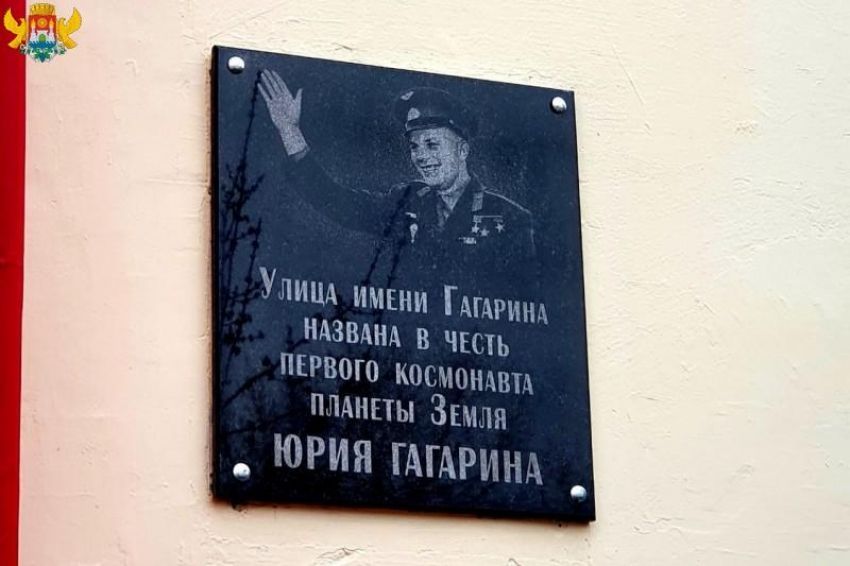 Улица имени Гагарина
названа в честь
первого космонавта
планеты Земля
ЮРИЯ ГАГАРИНА